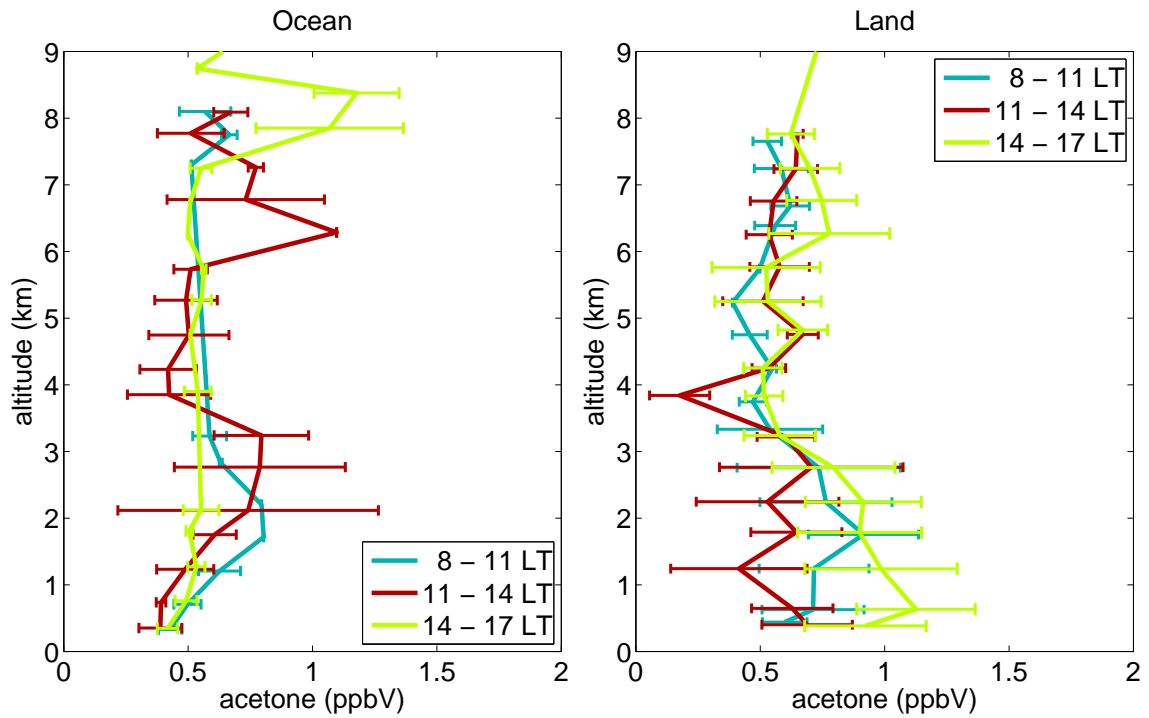 Ocean
9
8
7
6
5
4
3
2
1
0
altitude (km)
8 – 11 LT
11 – 14 LT
14 – 17 LT
0 0.5 1 1.5 2
acetone (ppbV)
Land
9
8
7
6
5
4
3
2
1
0
altitude (km)
8 – 11 LT
11 – 14 LT
14 – 17 LT
0 0.5 1 1.5 2
acetone (ppbV)